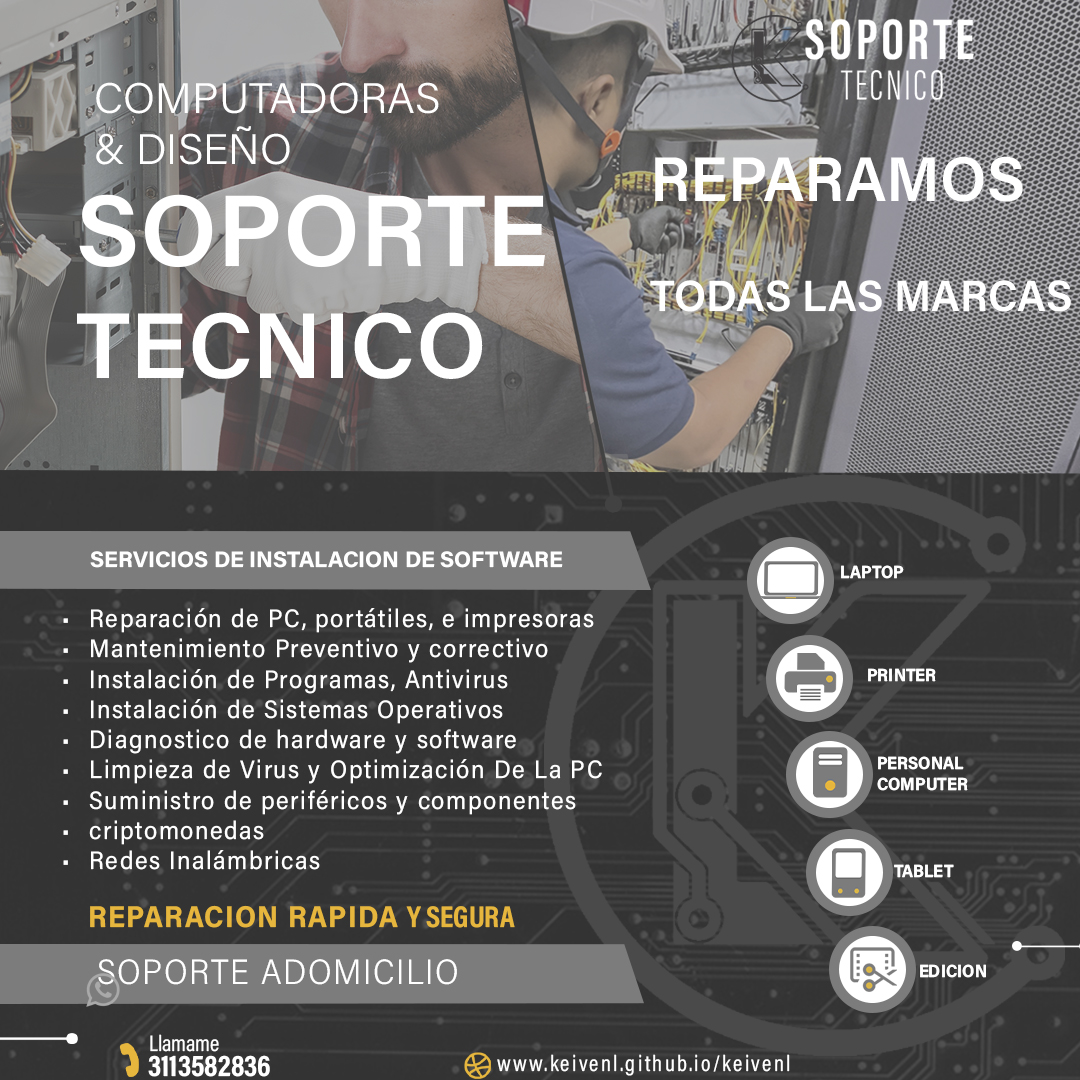 COMPUTADORAS
& DISEÑO
SOPORTE
TECNICO
SOPORTE
TECNICO
REPARAMOS
TODAS LAS MARCAS
SERVICIOS DE INSTALACION DE SOFTWARE
· Reparación de PC, portátiles, e impresoras
· Mantenimiento Preventivo y correctivo
· Instalación de Programas, Antivirus
· Instalación de Sistemas Operativos
· Diagnostico de hardware y software
· Limpieza de Virus y Optimización De La PC
· Suministro de periféricos y componentes
· criptomonedas
· Redes Inalámbricas
REPARACION RAPIDA Y SEGURA
SOPORTE ADOMICILIO
LAPTOP
PRINTER
PERSONAL
COMPUTER
TABLET
EDICION
Llamame
3113582836
www.keivenl.github.io/keivenl